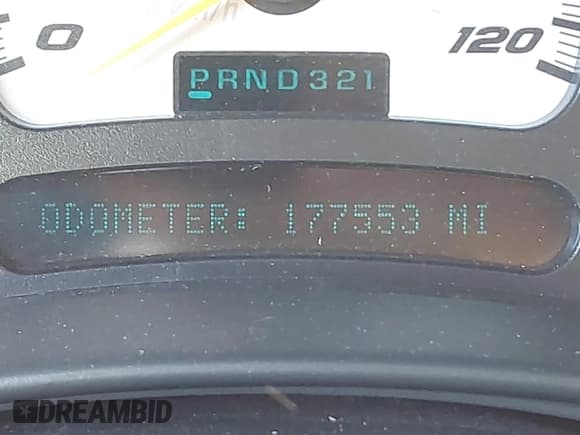 0 120
PRND321
ODOMETER: 177553 MI
DREAMBID